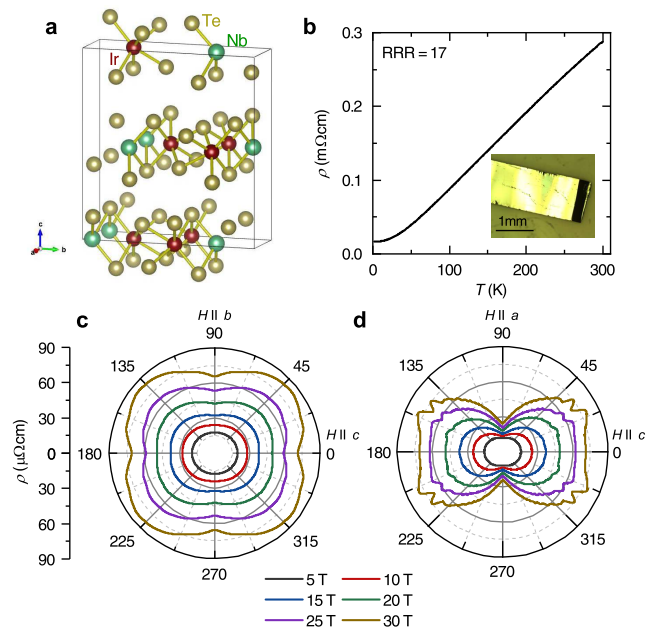 a
Te
Nb
Ir
c
a
b
b
RRR = 17
ρ (mΩcm)
0.3
0.2
0.1
0.0
1mm
0
100
200
300
T (K)
c
H || b
90
135
45
H || c
180
0
225
315
270
ρ (μΩcm)
90
60
30
0
30
60
90
d
H || a
90
135
45
H || c
180
0
225
315
270
5 T
10 T
15 T
20 T
25 T
30 T